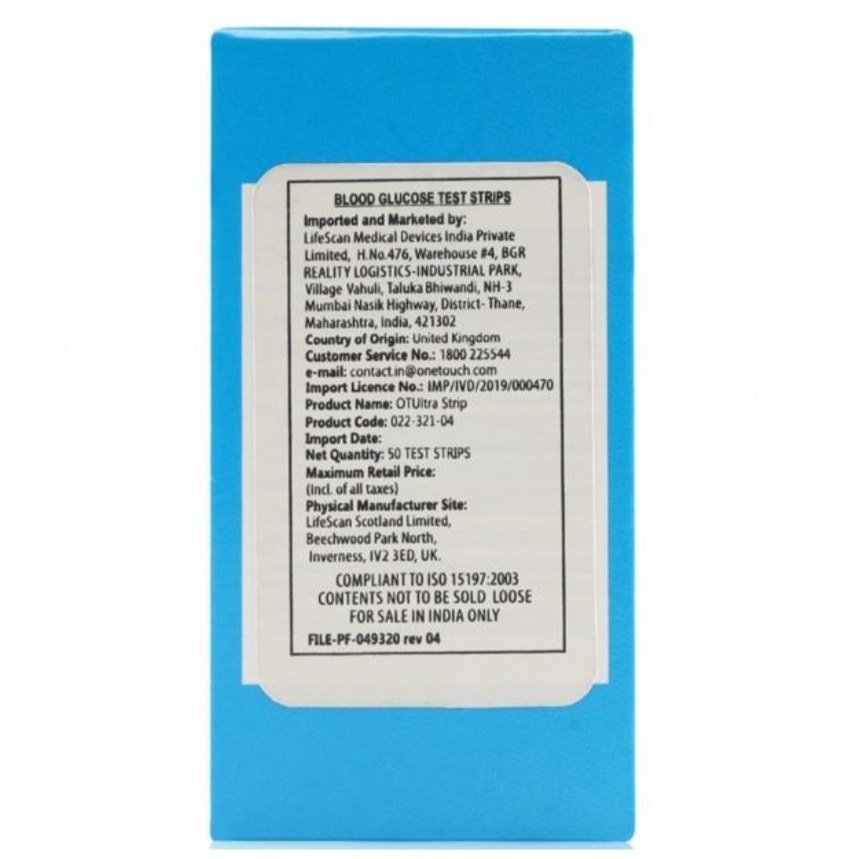 BLOOD GLUCOSE TEST STRIPS
Imported and Marketed by:
LifeScan Medical Devices India Private
Limited, H.No.476, Warehouse #4, BGR
REALITY LOGISTICS-INDUSTRIAL PARK,
Village Vahuli, Taluka Bhiwandi, NH-3
Mumbai Nasik Highway, District- Thane,
Maharashtra, India, 421302
Country of Origin: United Kingdom
Customer Service No.: 1800 225544
e-mail: contact.in@onetouch.com
Import Licence No.: IMP/IVD/2019/000470
Product Name: OTUltra Strip
Product Code: 022-321-04
Import Date:
Net Quantity: 50 TEST STRIPS
Maximum Retail Price:
(Incl. of all taxes)
Physical Manufacturer Site:
LifeScan Scotland Limited,
Beechwood Park North,
Inverness, IV2 3ED, UK.
COMPLIANT TO ISO 15197:2003
CONTENTS NOT TO BE SOLD LOOSE
FOR SALE IN INDIA ONLY
FILE-PF-049320 rev 04